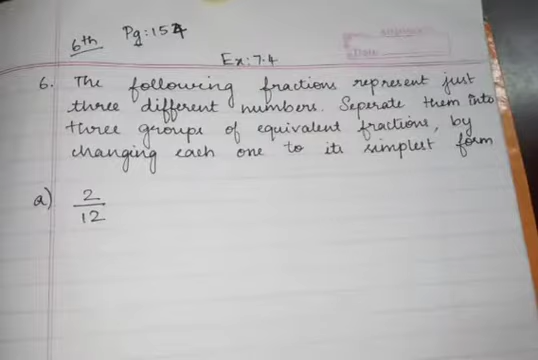 6th Pg:154
Ex:7.4
6. The following fractions represent just
three different numbers. Seperate them into
three groups of equivalent fractions, by
changing each one to its simplest form
a) 2
12
Date